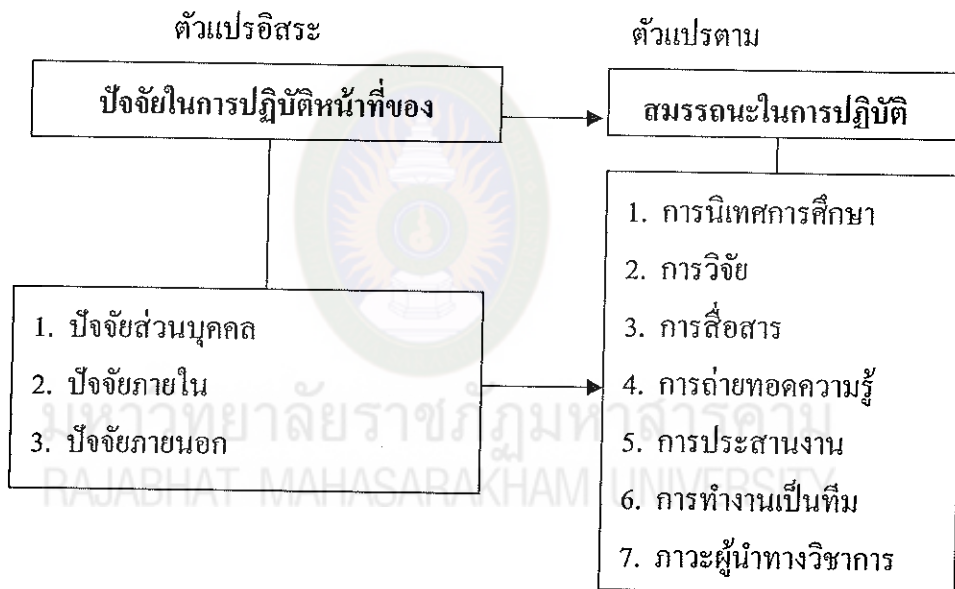 ตัวแปรอิสระ
ตัวแปรตาม
ปัจจัยในการปฏิบัติหน้าที่ของ
สมรรถนะในการปฏิบัติ
1. ปัจจัยส่วนบุคคล
2. ปัจจัยภายใน
3. ปัจจัยภายนอก
1. การนิเทศการศึกษา
2. การวิจัย
3. การสื่อสาร
4. การถ่ายทอดความรู้
5. การประสานงาน
6. การทำงานเป็นทีม
7. ภาวะผู้นำทางวิชาการ
มหาวิทยาลัยราชภัฏมหาสารคาม
RAJABHAT MAHASARAKHAM UNIVERSITY